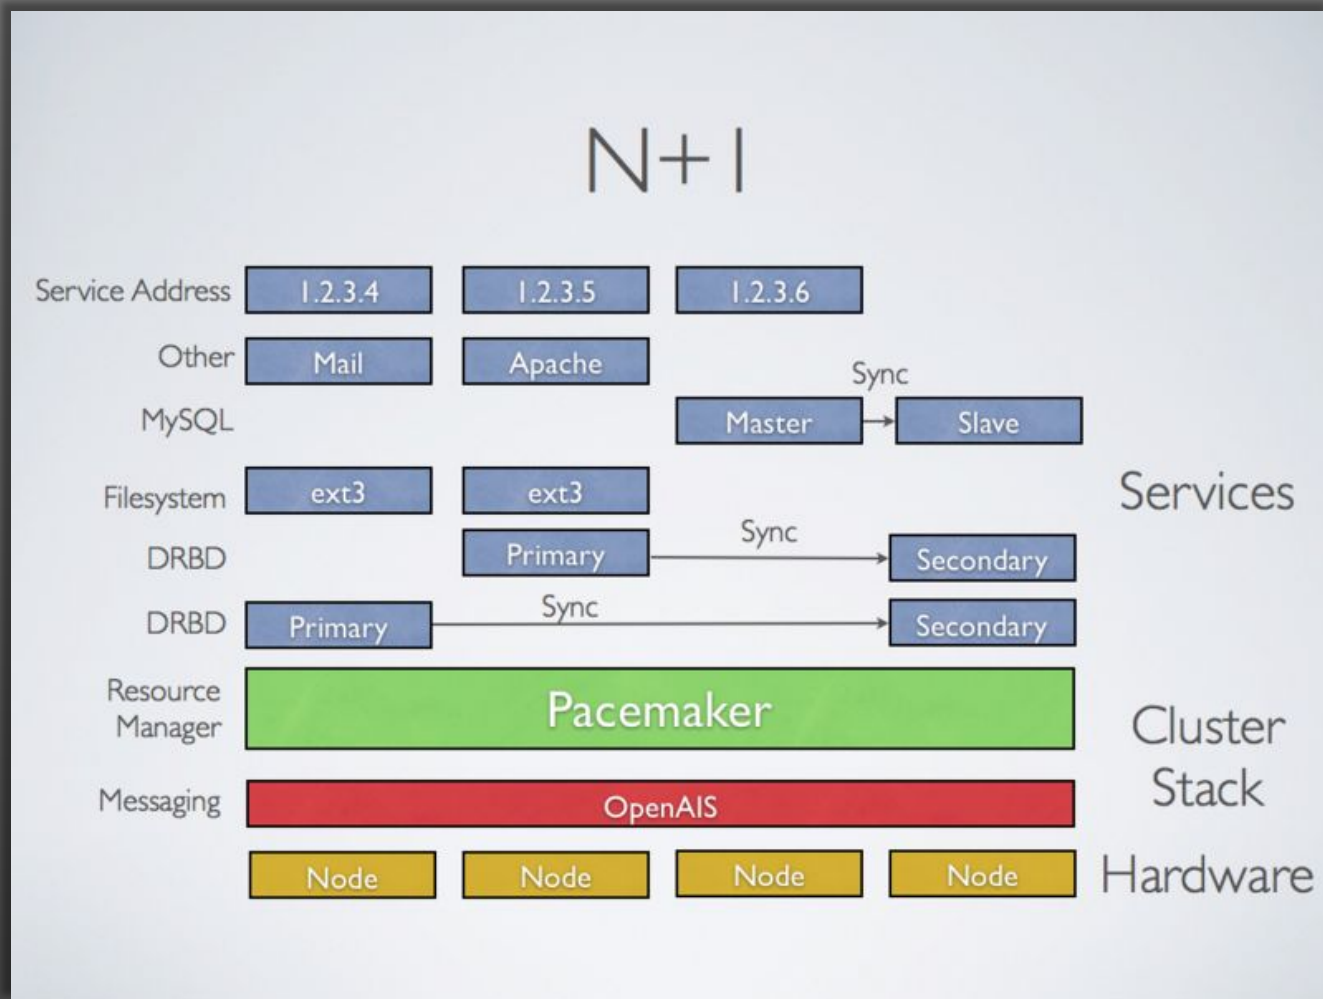 N+1
Service Address 1.2.3.4 1.2.3.5 1.2.3.6
Other Mail Apache
Sync
MySQL Master Slave
Services
Filesystem ext3 ext3
Sync
DRBD Primary Secondary
Sync
DRBD Primary Secondary
Resource
Manager
Pacemaker
Cluster
Stack
Messaging OpenAIS
Node Node Node Node Hardware